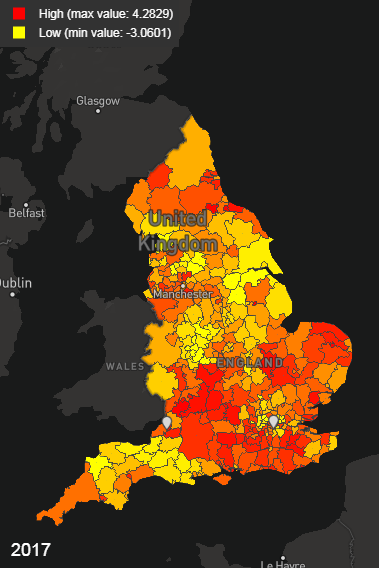 High (max value: 4.2829)
Low (min value: -3.0601)
Glasgow
United
Kingdom
Belfast
Dublin
Manchester
WALES
ENGLAND
2017
Le Havre